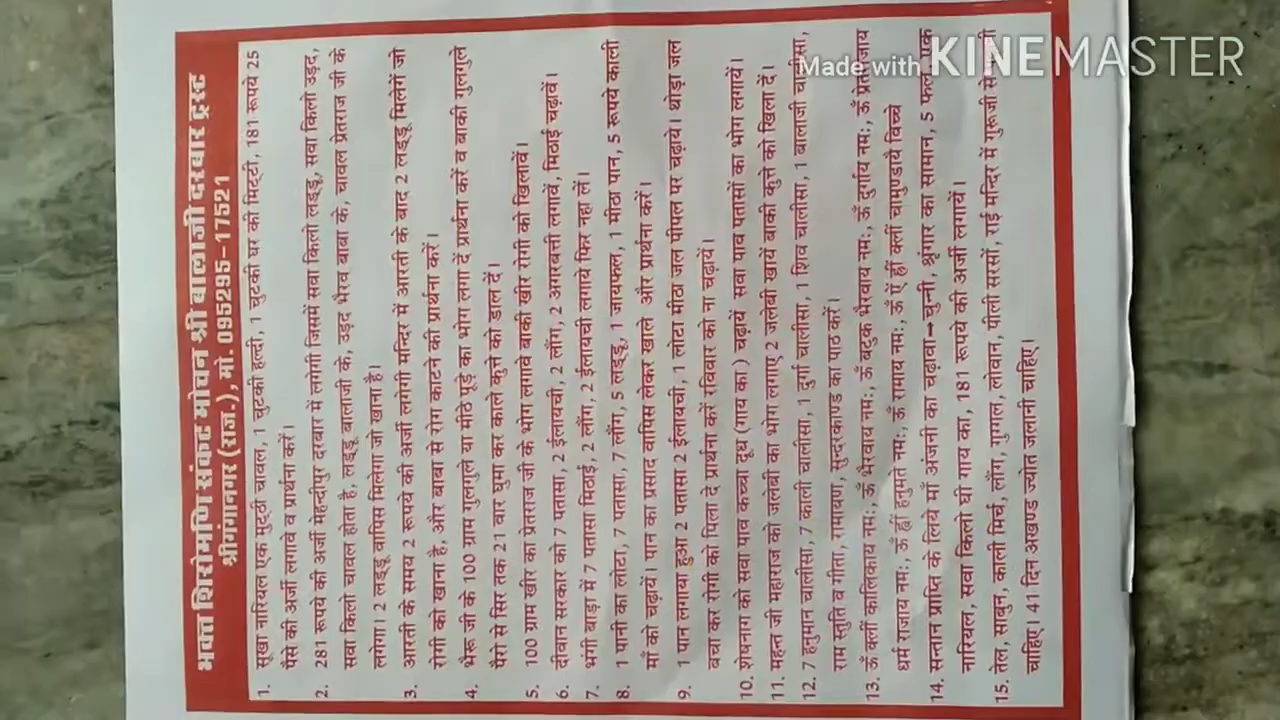 भक्त शिरोमणि संकट मोचन श्री बालाजी दरबार ट्रस्ट
श्रीगंगानगर (राज.), मो. 095295-17521
1. सूखा नारियल एक मुट्ठी चावल, 1 चुटकी हल्दी, 1 चुटकी घर की मिट्टी, 181 रूपये 25
पैसे की अर्जी लगावे व प्रार्थना करें।
2. 281 रूपये की अर्जी मेहन्दीपुर दरबार में लगेगी जिसमें सवा किलो लड्डू, सवा किलो उड़द,
सवा किलो चावल होता है, लड्डू बालाजी के, उड़द भैरव बाबा के, चावल प्रेतराज जी के
लगेगा। 2 लड्डू वापिस मिलेगा जो खाना है।
3. आरती के समय 2 रूपये की अर्जी लगेगी मन्दिर में आरती के बाद 2 लड्डू मिलेगें जो
रोगी को खाना है, और बाबा से रोग काटने की प्रार्थना करें।
4. भैरू जी के 100 ग्राम गुलगुले या मीठे पूड़े का भोग लगा दें प्रार्थना करें व बाकी गुलगुले
पैरो से सिर तक 21 बार घुमा कर काले कुत्ते को डाल दें।
5. 100 ग्राम खीर का प्रेतराज जी के भोग लगावे बाकी खीर रोगी को खिलावें।
6. दीवान सरकार को 7 पतासा, 2 ईलायची, 2 लौंग, 2 अगरबत्ती लगावें, मिठाई चढ़ावें।
7. भंगी बाड़ा में 7 पतासा मिठाई, 2 लौंग, 2 ईलायची लगाये फिर नहा लें।
8. 1 पानी का लोटा, 7 पतासा, 7 लौंग, 5 लड्डू, 1 जायफल, 1 मीठा पान, 5 रूपये काली
माँ को चढ़ायें। पान का प्रसाद वापिस लेकर खाले और प्रार्थना करें।
9. 1 पान लगाया हुआ 2 पतासा 2 ईलायची, 1 लोटा मीठा जल पीपल पर चढ़ाये। थोड़ा जल
बचा कर रोगी को पिला दे प्रार्थना करें रविवार को ना चढ़ायें।
10. शेषनाग को सवा पाव कच्चा दूध (गाय का) चढ़ायें सवा पाव पतासों का भोग लगायें।
11. महन्त जी महाराज को जलेबी का भोग लगाए 2 जलेबी खायें बाकी कुत्ते को खिला दें।
12. 7 हनुमान चालीसा, 7 काली चालीसा, 1 दुर्गा चालीसा, 1 शिव चालीसा, 1 बालाजी चालीसा,
राम स्तुति व गीता, रामायण, सुन्दरकाण्ड का पाठ करें।
13. ॐ क्लीं कालिकाय नमः, ॐ भैरवाय नमः, ॐ बटुक भैरवाय नमः, ॐ दुर्गाय नमः, ॐ
धर्म राजाय नमः, ॐ ह्रीं हनुमते नमः, ॐ रामाय नमः, ॐ ऐं ह्रीं क्लीं चामुण्डायै विच्चे
14. सन्तान प्राप्ति के लिये माँ अंजनी का चढ़ावा-चुन्नी, श्रृंगार का सामान, 5 फल
नारियल, सवा किलो घी गाय का, 181 रूपये की अर्जी लगायें।
15. तेल, साबुन, काली मिर्च, लौंग, गुग्गल, लोबान, पीली सरसों, राई मन्दिर में गुरूजी से
चाहिए। 41 दिन अखण्ड ज्योत जलानी चाहिए।
Made with KINEMASTER